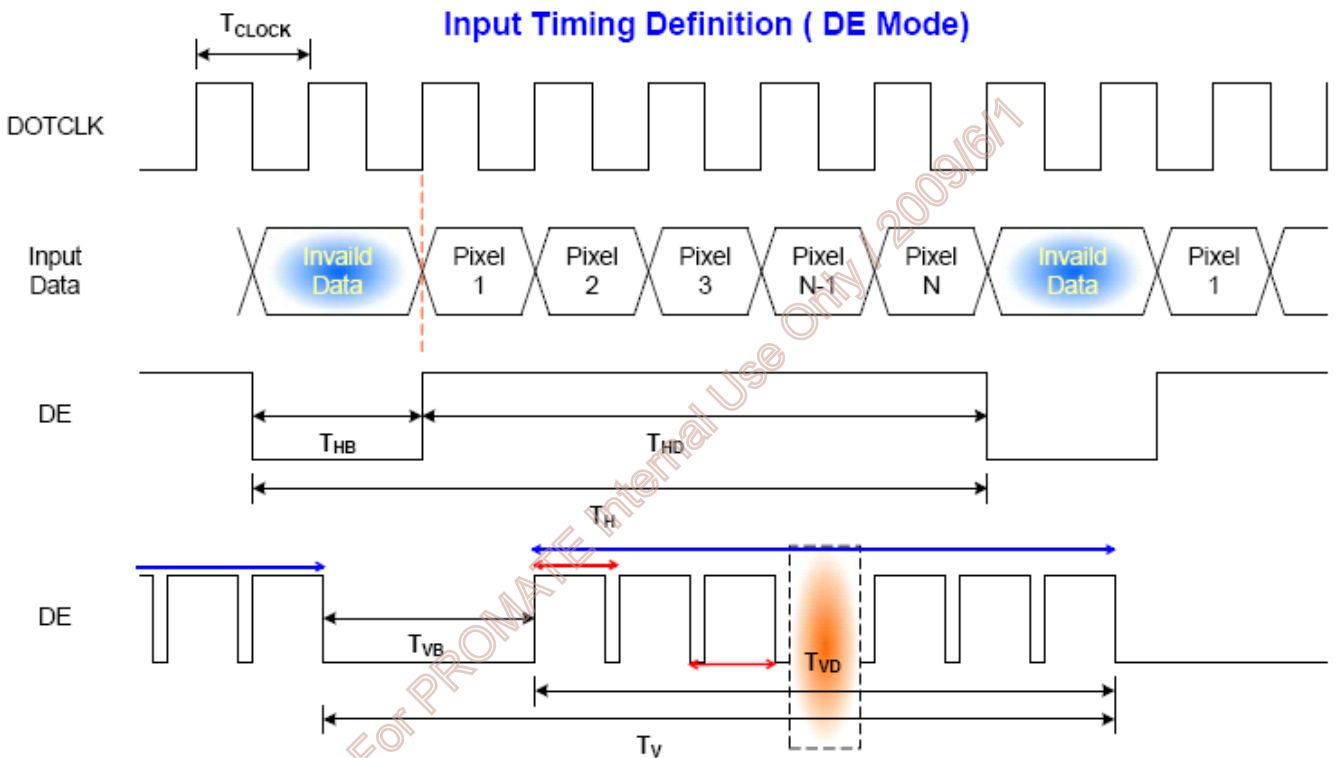 Input Timing Definition ( DE Mode)
TCLOCK
DOTCLK
Input
Data
Invaild
Data
Pixel
1
Pixel
2
Pixel
3
Pixel
N-1
Pixel
N
Invaild
Data
Pixel
1
DE
THB
THD
TH
DE
TVB
TVD
TV
For PROMATE Internal Use Only / 2009/6/1